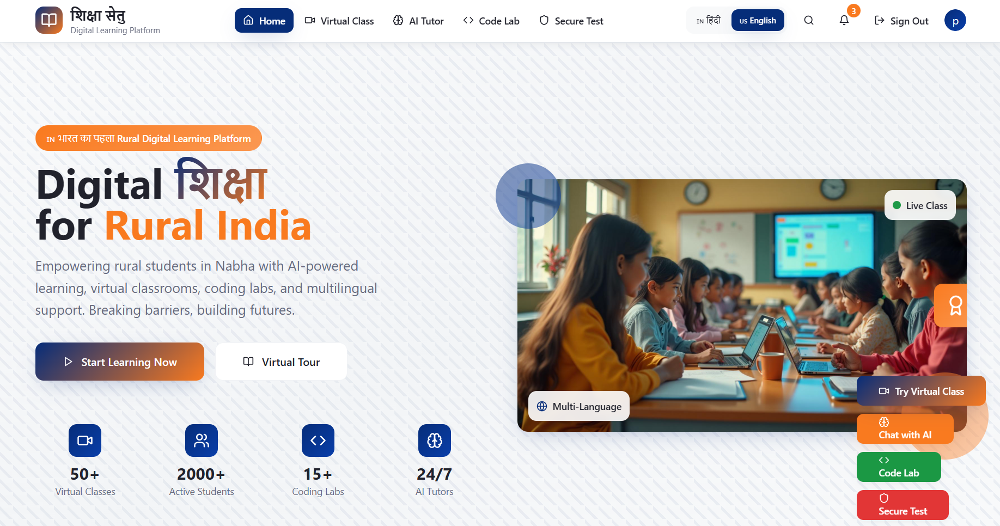 शिक्षा सेतु
Digital Learning Platform
Home
Virtual Class
AI Tutor
Code Lab
Secure Test
IN हिंदी
US English
3
Sign Out
p
IN भारत का पहला Rural Digital Learning Platform
Digital शिक्षा
for Rural India
Empowering rural students in Nabha with AI-powered
learning, virtual classrooms, coding labs, and multilingual
support. Breaking barriers, building futures.
Start Learning Now
Virtual Tour
50+
Virtual Classes
2000+
Active Students
15+
Coding Labs
24/7
AI Tutors
Live Class
Multi-Language
Try Virtual Class
Chat with AI
Code Lab
Secure Test